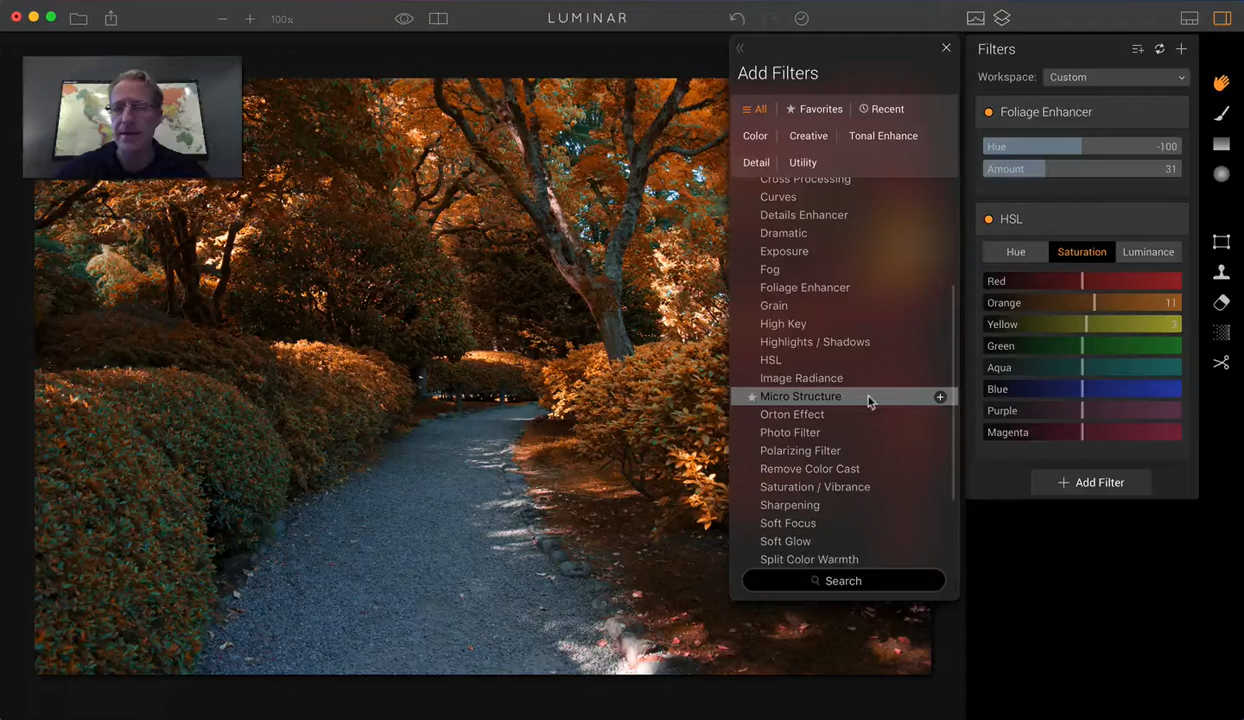 100%
LUMINAR
Add Filters
All
Favorites
Recent
Color
Creative
Tonal Enhance
Detail
Utility
Cross Processing
Curves
Details Enhancer
Dramatic
Exposure
Fog
Foliage Enhancer
Grain
High Key
Highlights / Shadows
HSL
Image Radiance
Micro Structure
Orton Effect
Photo Filter
Polarizing Filter
Remove Color Cast
Saturation / Vibrance
Sharpening
Soft Focus
Soft Glow
Split Color Warmth
Search
Filters
Workspace: Custom
Foliage Enhancer
Hue -100
Amount 31
HSL
Hue Saturation Luminance
Red
Orange 11
Yellow 3
Green
Aqua
Blue
Purple
Magenta
+ Add Filter